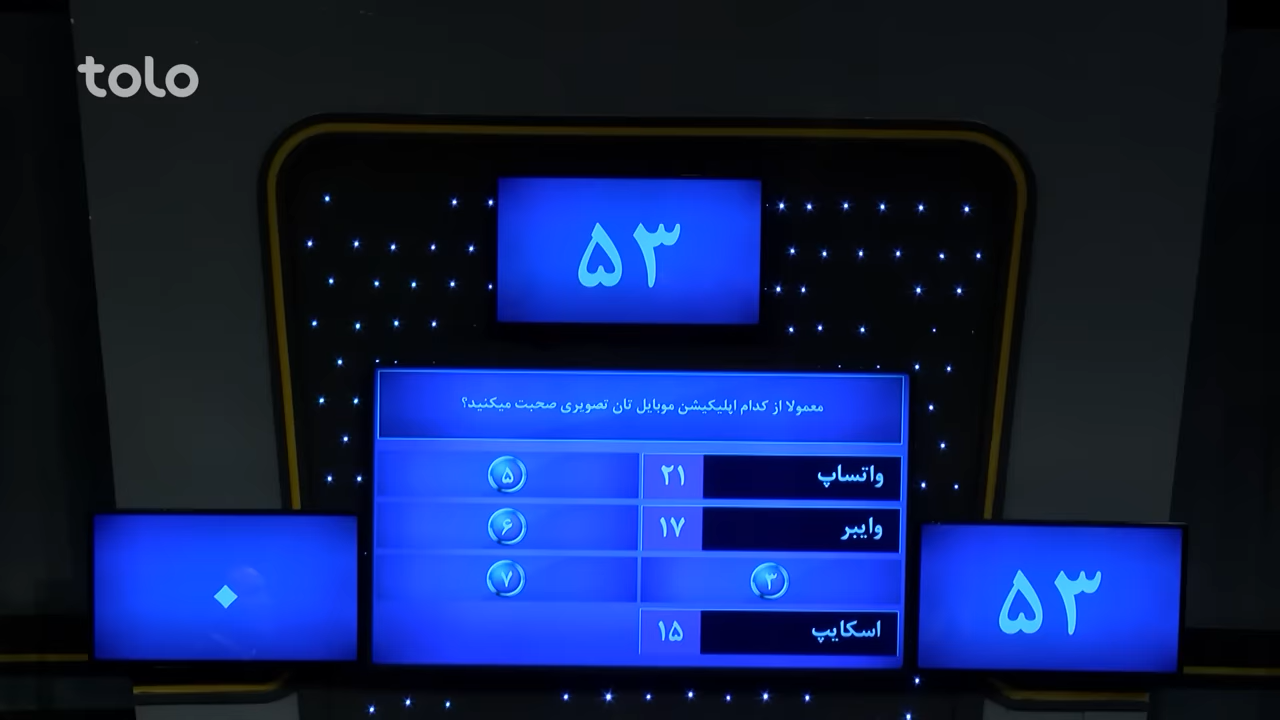 tolo
۵۳
معمولا از کدام اپلیکیشن موبایل تان تصویری صحبت میکنید؟
واتساپ ۲۱
۵
وایبر ۱۷
۶
۳
۷
اسکایپ ۱۵
۵۳
۰